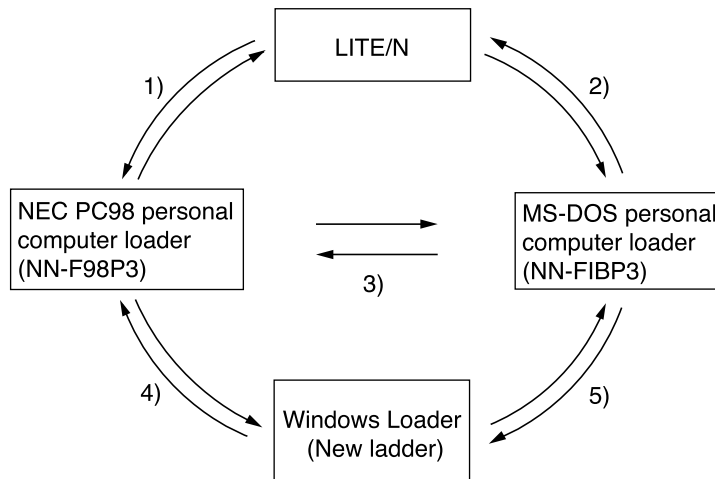 LITE/N
1)
2)
NEC PC98 personal
computer loader
(NN-F98P3)
MS-DOS personal
computer loader
(NN-FIBP3)
3)
4)
5)
Windows Loader
(New ladder)